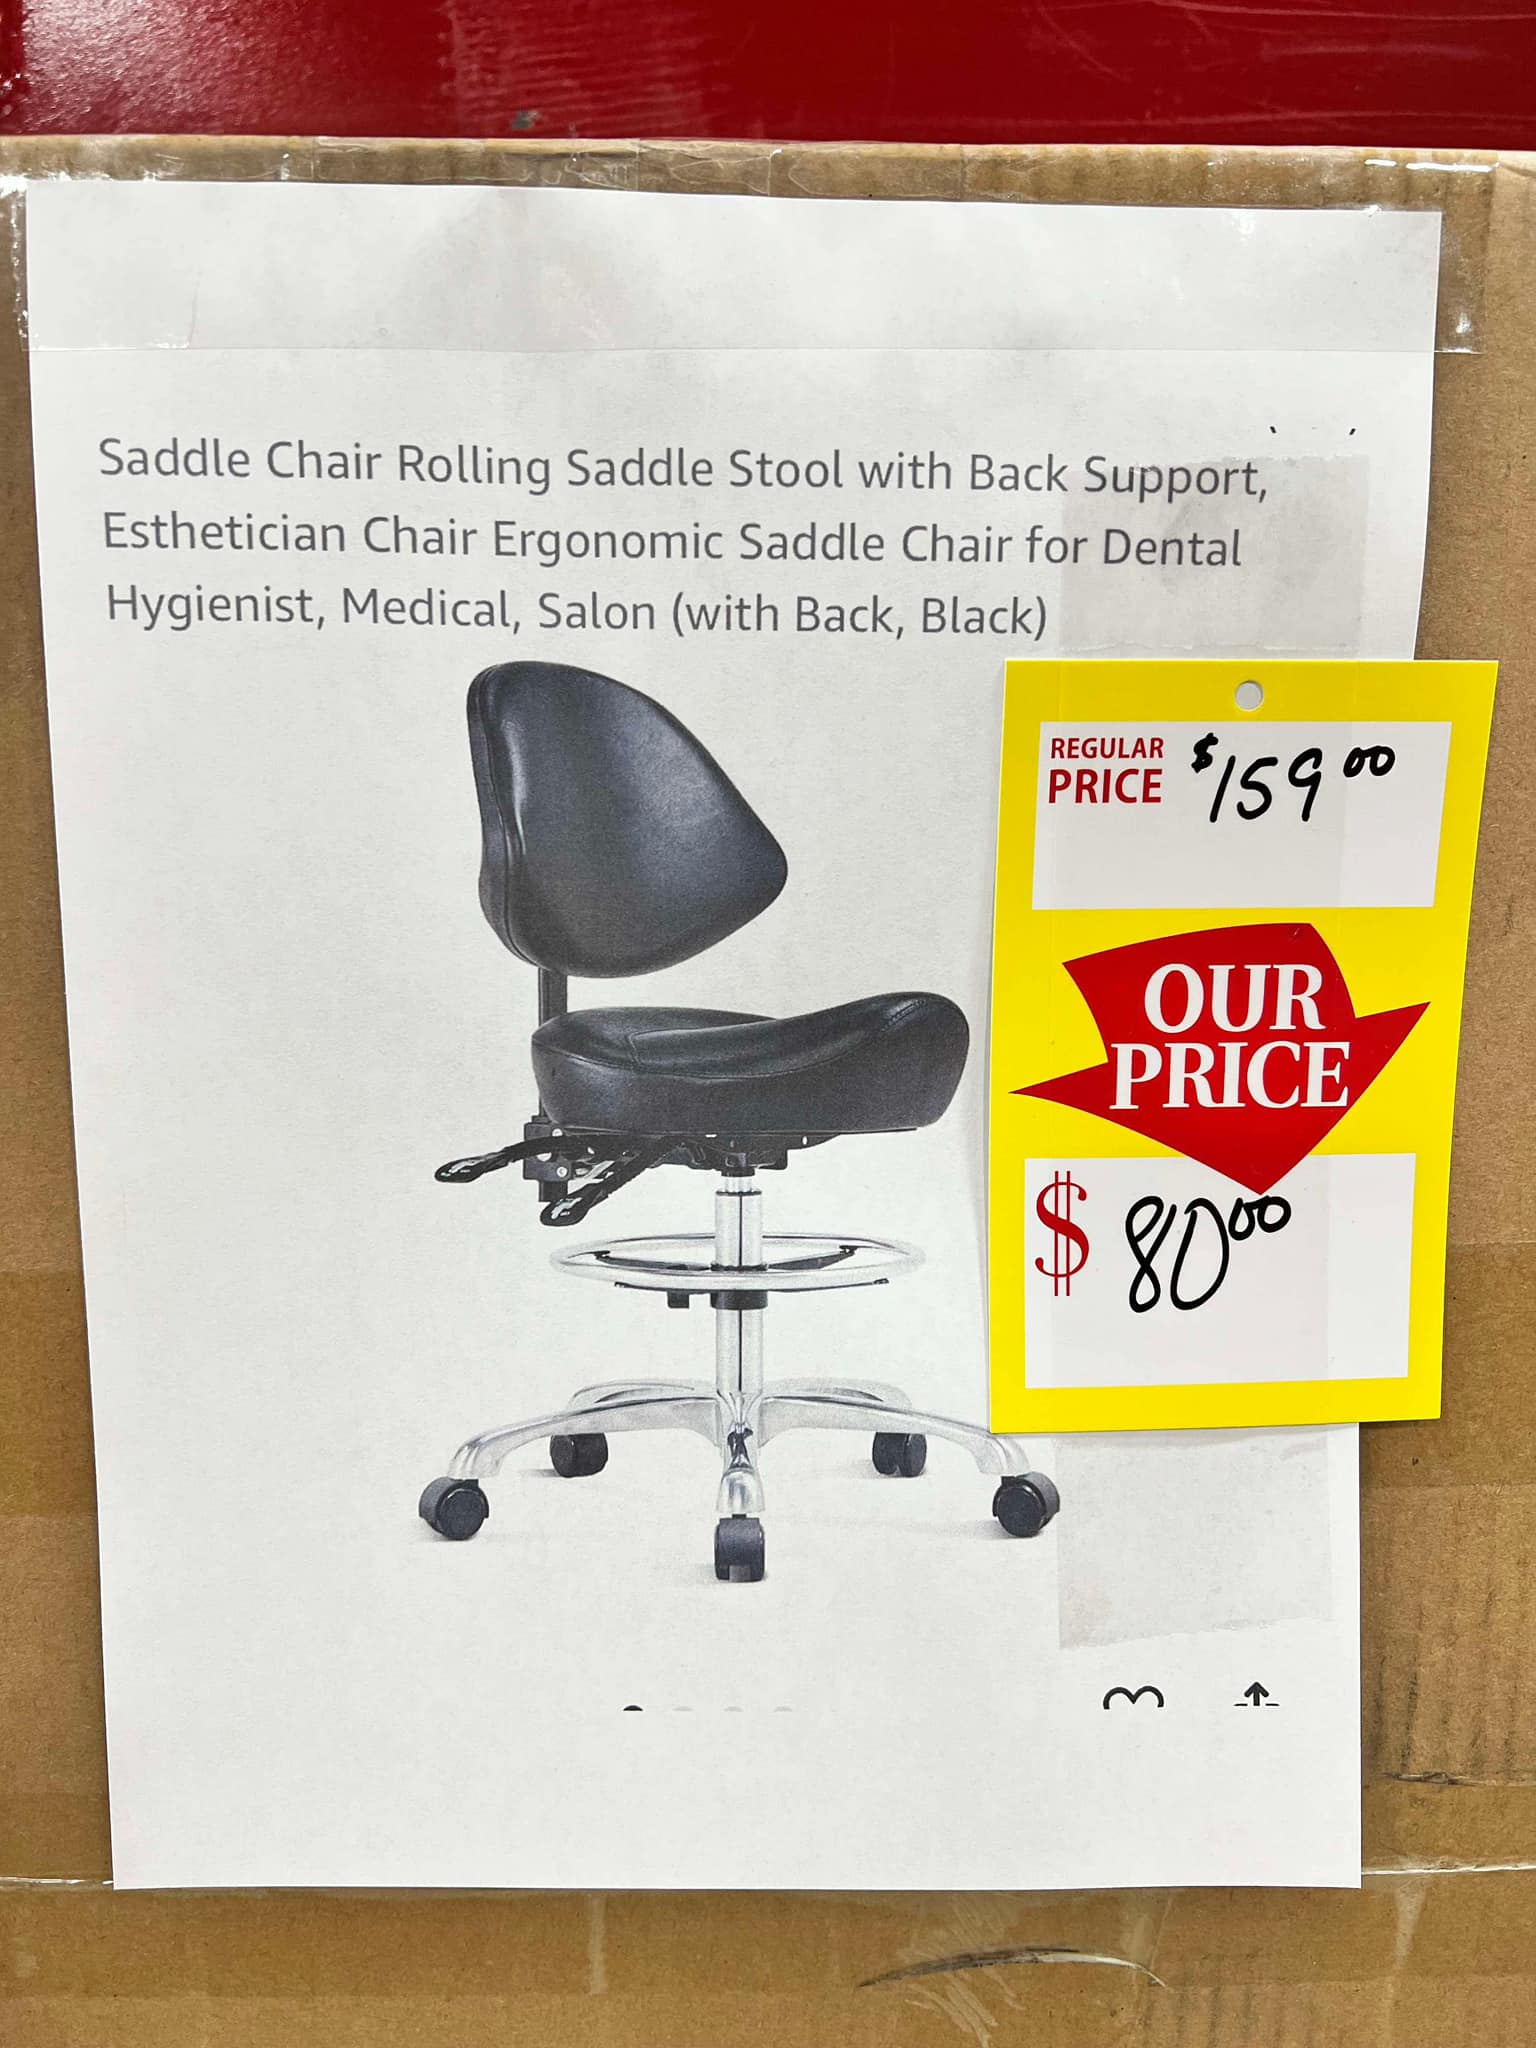 Saddle Chair Rolling Saddle Stool with Back Support,
Esthetician Chair Ergonomic Saddle Chair for Dental
Hygienist, Medical, Salon (with Back, Black)
REGULAR
PRICE $159.00
OUR
PRICE
$ 80.00